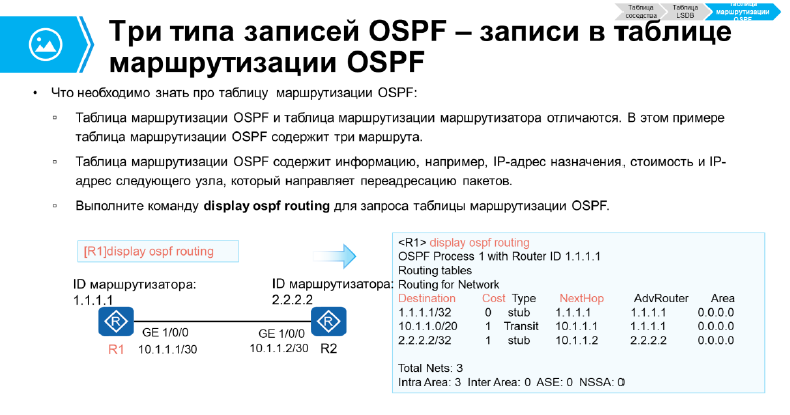 Таблица соседства
Таблица LSDB
Таблица маршрутизации OSPF
Три типа записей OSPF – записи в таблице
маршрутизации OSPF
• Что необходимо знать про таблицу маршрутизации OSPF:
▫ Таблица маршрутизации OSPF и таблица маршрутизации маршрутизатора отличаются. В этом примере
таблица маршрутизации OSPF содержит три маршрута.
▫ Таблица маршрутизации OSPF содержит информацию, например, IP-адрес назначения, стоимость и IP-
адрес следующего узла, который направляет переадресацию пакетов.
▫ Выполните команду display ospf routing для запроса таблицы маршрутизации OSPF.
[R1]display ospf routing
ID маршрутизатора:
1.1.1.1
ID маршрутизатора:
2.2.2.2
R
R
GE 1/0/0
R1 10.1.1.1/30
GE 1/0/0
10.1.1.2/30 R2
<R1> display ospf routing
OSPF Process 1 with Router ID 1.1.1.1
Routing tables
Routing for Network
Destination Cost Type NextHop AdvRouter Area
1.1.1.1/32 0 stub 1.1.1.1 1.1.1.1 0.0.0.0
10.1.1.0/20 1 Transit 10.1.1.1 1.1.1.1 0.0.0.0
2.2.2.2/32 1 stub 10.1.1.2 2.2.2.2 0.0.0.0
Total Nets: 3
Intra Area: 3 Inter Area: 0 ASE: 0 NSSA: 0